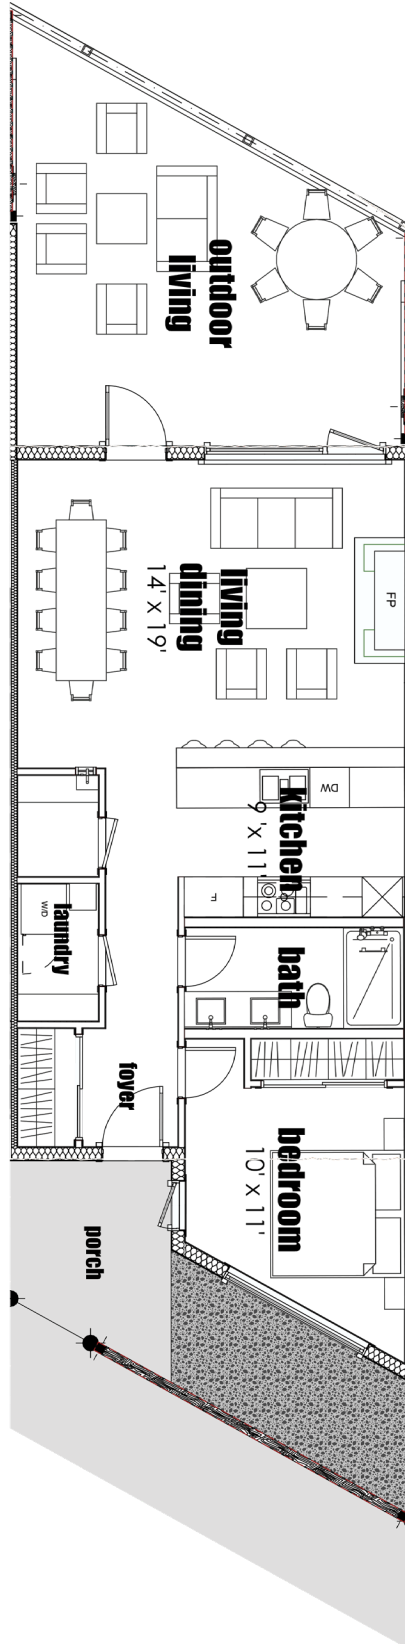 outdoor
living
FP
living
dining
14' x 19'
DW
kitchen
9' x 11'
F
laundry
W/D
bath
foyer
bedroom
10' x 11'
porch